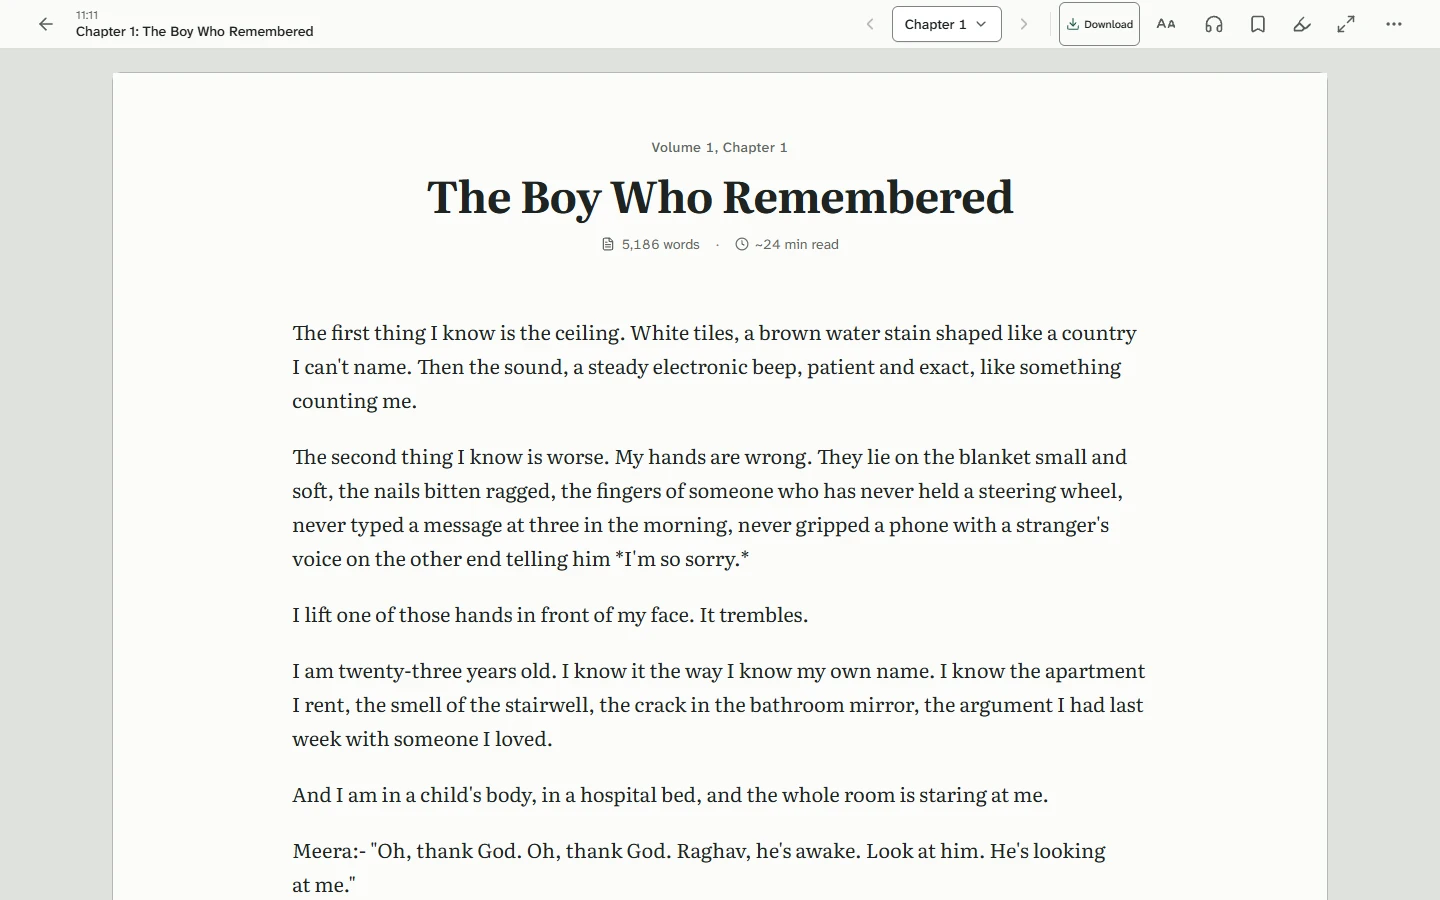 11:11
Chapter 1: The Boy Who Remembered
Chapter 1
Download
AA
Volume 1, Chapter 1
The Boy Who Remembered
5,186 words · ~24 min read
The first thing I know is the ceiling. White tiles, a brown water stain shaped like a country
I can't name. Then the sound, a steady electronic beep, patient and exact, like something
counting me.
The second thing I know is worse. My hands are wrong. They lie on the blanket small and
soft, the nails bitten ragged, the fingers of someone who has never held a steering wheel,
never typed a message at three in the morning, never gripped a phone with a stranger's
voice on the other end telling him *I'm so sorry.*
I lift one of those hands in front of my face. It trembles.
I am twenty-three years old. I know it the way I know my own name. I know the apartment
I rent, the smell of the stairwell, the crack in the bathroom mirror, the argument I had last
week with someone I loved.
And I am in a child's body, in a hospital bed, and the whole room is staring at me.
Meera:- "Oh, thank God. Oh, thank God. Raghav, he's awake. Look at him. He's looking
at me."